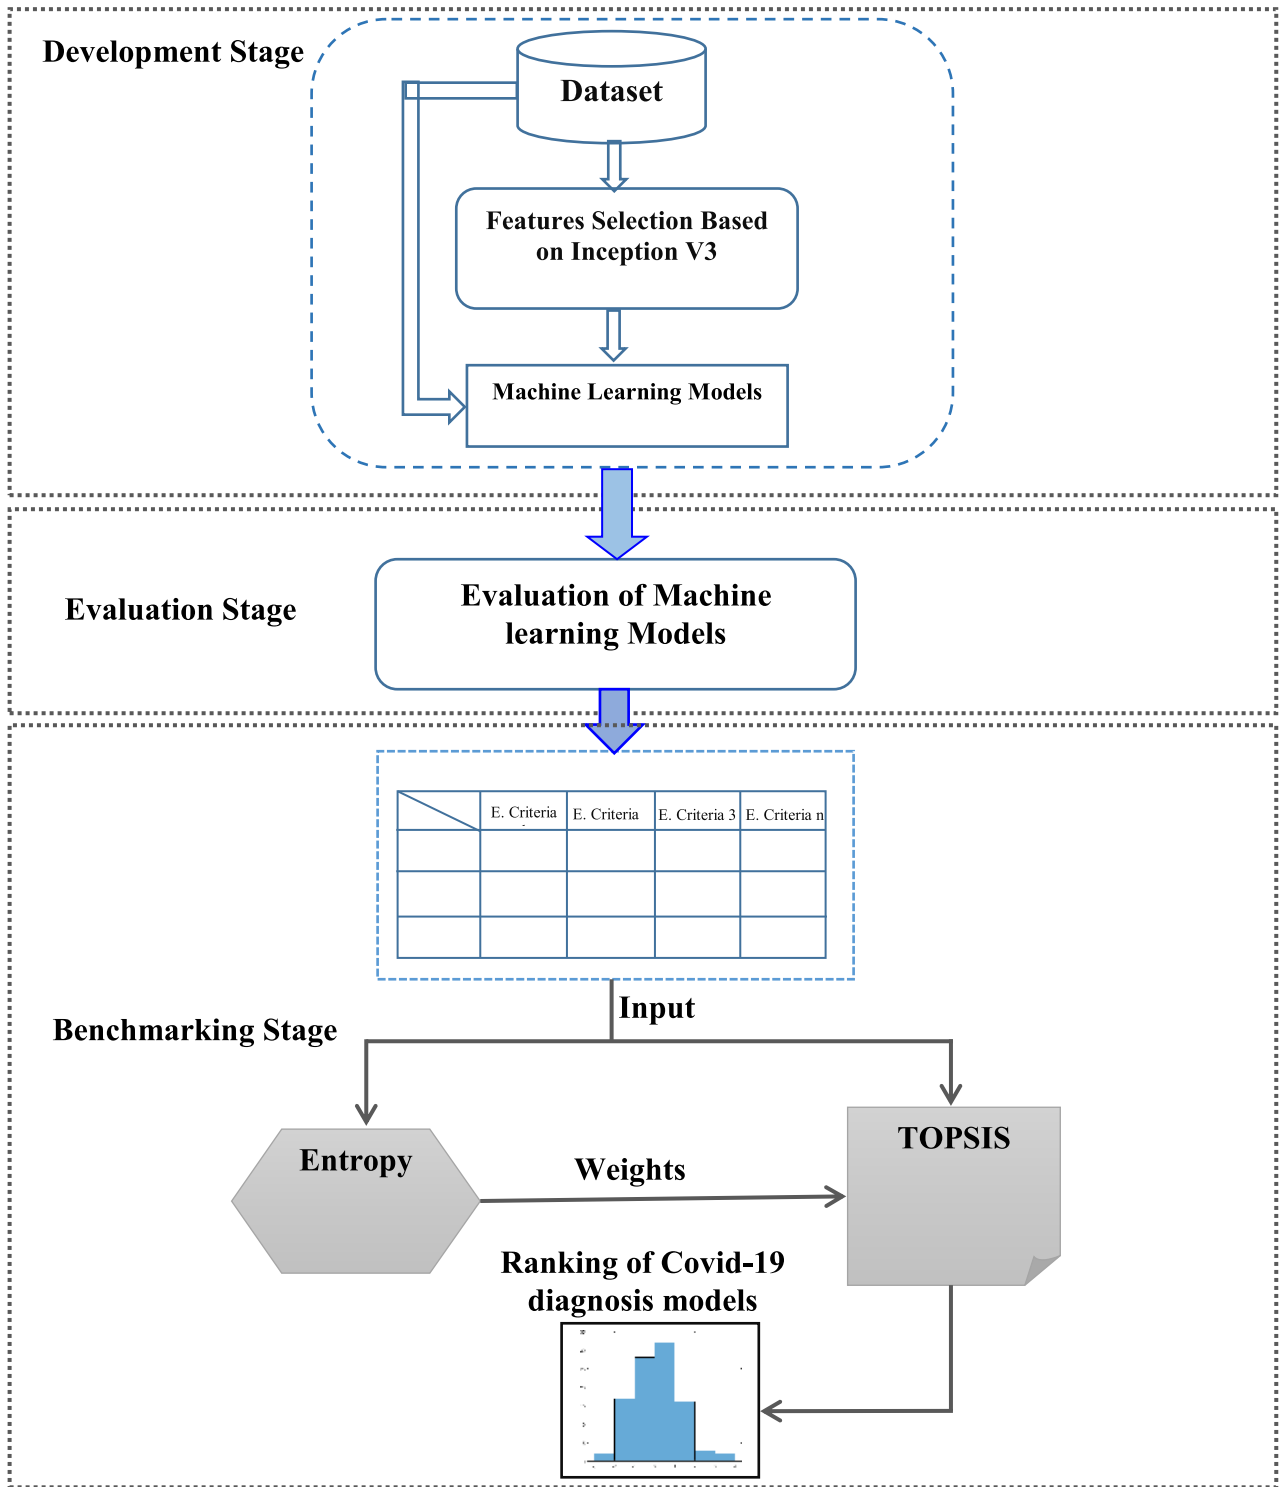 Development Stage
Dataset
Features Selection Based
on Inception V3
Machine Learning Models
Evaluation Stage
Evaluation of Machine
learning Models
E. Criteria
E. Criteria
E. Criteria 3
E. Criteria n
Input
Benchmarking Stage
Entropy
Weights
TOPSIS
Ranking of Covid-19
diagnosis models